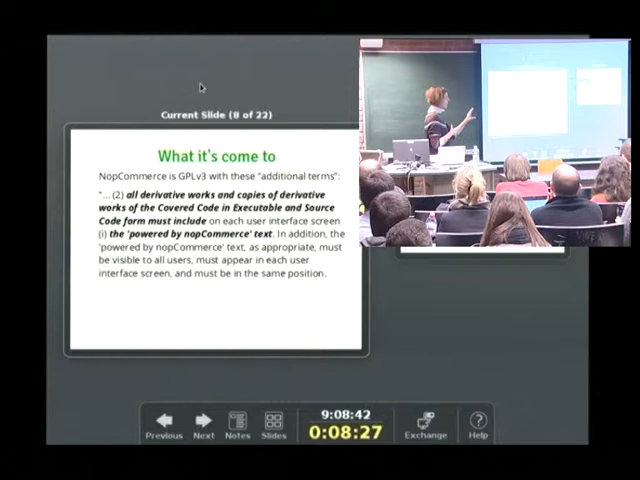 Current Slide (8 of 22)
What it's come to
NopCommerce is GPLv3 with these "additional terms":
"... (2) all derivative works and copies of derivative
works of the Covered Code in Executable and Source
Code form must include on each user interface screen
(i) the 'powered by nopCommerce' text. In addition, the
'powered by nopCommerce' text, as appropriate, must
be visible to all users, must appear in each user
interface screen, and must be in the same position.
Previous
Next
Notes
Slides
9:08:42
0:08:27
Exchange
Help
?